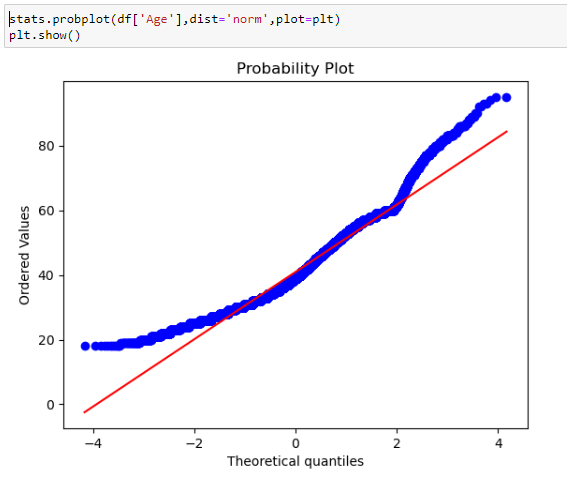 stats.probplot(df['Age'],dist='norm',plot=plt)
plt.show()
Probability Plot
80
60
40
20
0
Ordered Values
−4
−2
0
2
4
Theoretical quantiles